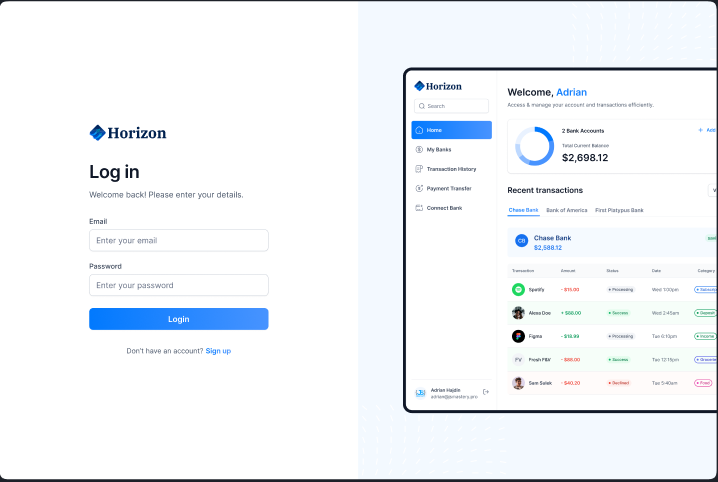 Horizon
Log in
Welcome back! Please enter your details.
Email
Enter your email
Password
Enter your password
Login
Don't have an account? Sign up
Horizon
Search
Home
My Banks
Transaction History
Payment Transfer
Connect Bank
Adrian Hajdin
adrian@jsmastery.pro
Welcome, Adrian
Access & manage your account and transactions efficiently.
2 Bank Accounts
Add
Total Current Balance
$2,698.12
Recent transactions
V
Chase Bank Bank of America First Platypus Bank
CB Chase Bank
$2,588.12
Transaction Amount Status Date Category
Spotify - $15.00 Processing Wed 1:00pm
Alexa Doe + $88.00 Success Wed 2:45am Deposit
Figma - $18.99 Processing Tue 6:10pm Income
Fresh F&V - $88.00 Success Tue 12:15pm
Sam Sulek - $40.20 Declined Tue 5:40am Food